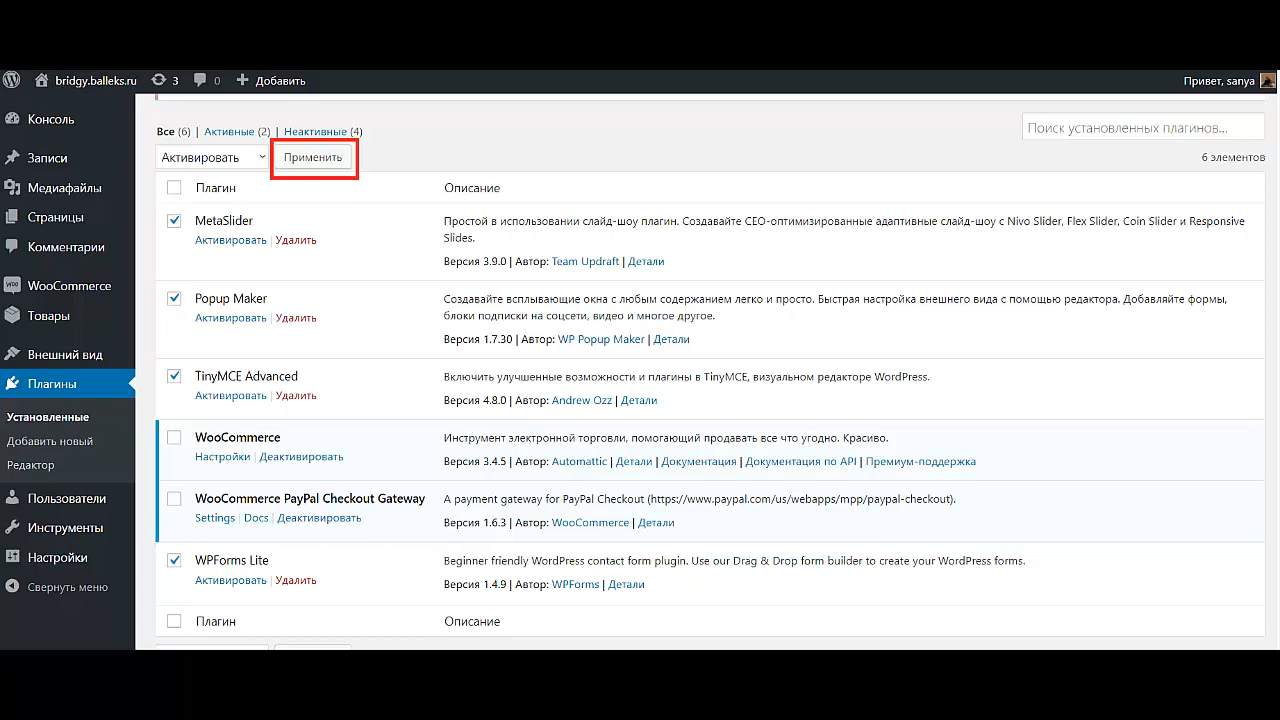 bridgy.balleks.ru 3 0 Добавить Привет, sanya
Консоль
Записи
Медиафайлы
Страницы
Комментарии
WooCommerce
Товары
Внешний вид
Плагины
Установленные
Добавить новый
Редактор
Пользователи
Инструменты
Настройки
Свернуть меню
Все (6) | Активные (2) | Неактивные (4)
Поиск установленных плагинов...
Активировать Применить 6 элементов
Плагин Описание
MetaSlider Простой в использовании слайд-шоу плагин. Создавайте СЕО-оптимизированные адаптивные слайд-шоу с Nivo Slider, Flex Slider, Coin Slider и Responsive
Активировать | Удалить Slides.
Версия 3.9.0 | Автор: Team Updraft | Детали
Popup Maker Создавайте всплывающие окна с любым содержанием легко и просто. Быстрая настройка внешнего вида с помощью редактора. Добавляйте формы,
Активировать | Удалить блоки подписки на соцсети, видео и многое другое.
Версия 1.7.30 | Автор: WP Popup Maker | Детали
TinyMCE Advanced Включить улучшенные возможности и плагины в TinyMCE, визуальном редакторе WordPress.
Активировать | Удалить Версия 4.8.0 | Автор: Andrew Ozz | Детали
WooCommerce Инструмент электронной торговли, помогающий продавать все что угодно. Красиво.
Настройки | Деактивировать Версия 3.4.5 | Автор: Automattic | Детали | Документация | Документация по API | Премиум-поддержка
WooCommerce PayPal Checkout Gateway A payment gateway for PayPal Checkout (https://www.paypal.com/us/webapps/mpp/paypal-checkout).
Settings | Docs | Деактивировать Версия 1.6.3 | Автор: WooCommerce | Детали
WPForms Lite Beginner friendly WordPress contact form plugin. Use our Drag & Drop form builder to create your WordPress forms.
Активировать | Удалить Версия 1.4.9 | Автор: WPForms | Детали
Плагин Описание